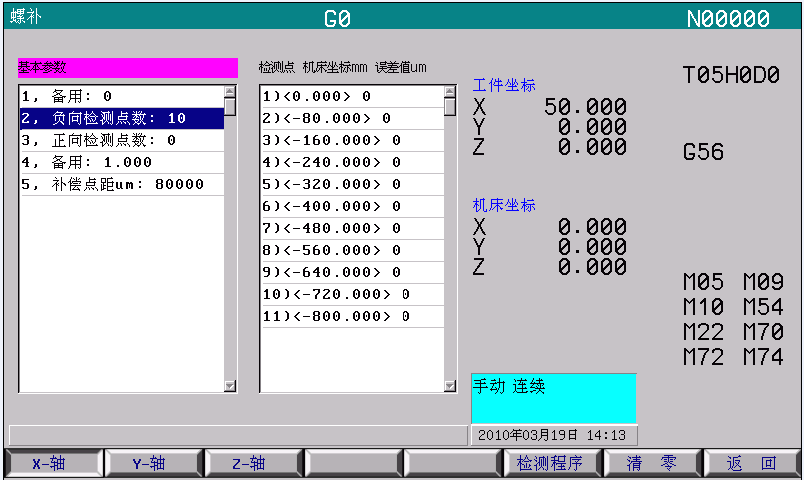 螺补 G0 N00000
基本参数
1, 备用: 0
2, 负向检测点数: 10
3, 正向检测点数: 0
4, 备用: 1.000
5, 补偿点距um: 80000
检测点 机床坐标mm 误差值um
1)<0.000> 0
2)<-80.000> 0
3)<-160.000> 0
4)<-240.000> 0
5)<-320.000> 0
6)<-400.000> 0
7)<-480.000> 0
8)<-560.000> 0
9)<-640.000> 0
10)<-720.000> 0
11)<-800.000> 0
工件坐标
X 50.000
Y 0.000
Z 0.000
机床坐标
X 0.000
Y 0.000
Z 0.000
T05H0D0
G56
M05 M09
M10 M54
M22 M70
M72 M74
手动 连续
2010年03月19日 14:13
X-轴 Y-轴 Z-轴 检测程序 清 零 返 回